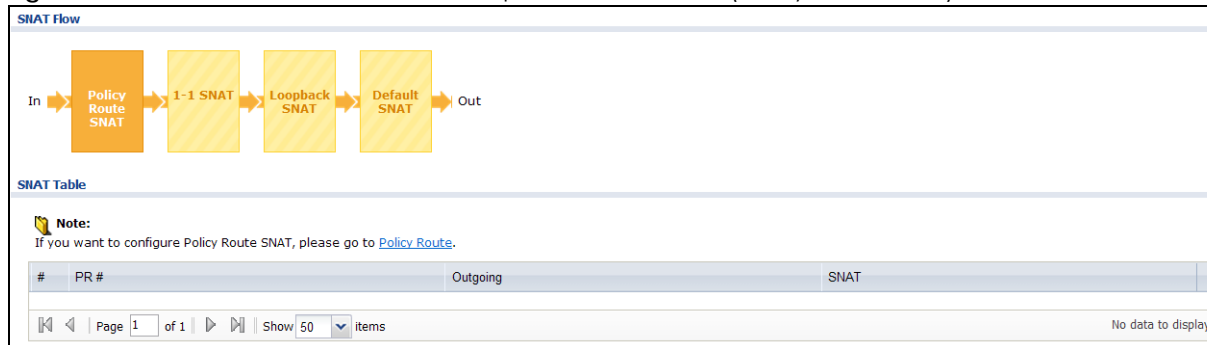 SNAT Flow
In
Policy
Route
SNAT
1-1 SNAT
Loopback
SNAT
Default
SNAT
Out
SNAT Table
Note:
If you want to configure Policy Route SNAT, please go to Policy Route.
# PR # Outgoing SNAT
Page 1 of 1 Show 50 items No data to display